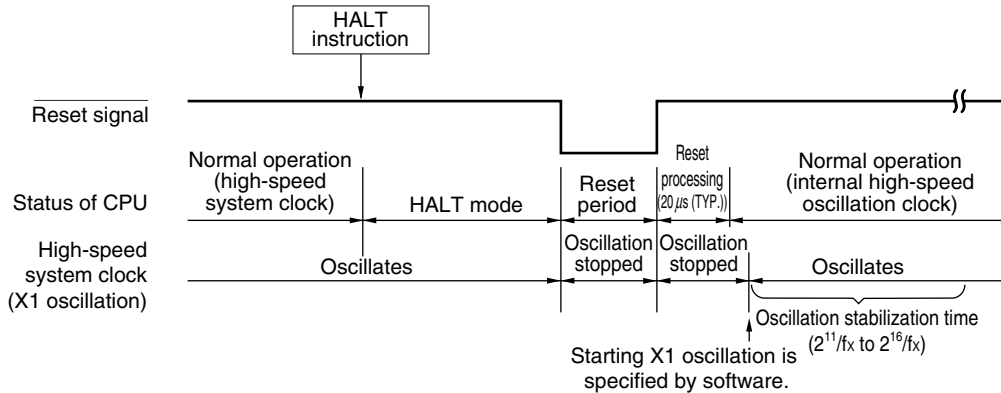 HALT
instruction
Reset signal
Normal operation
(high-speed
system clock)
HALT mode
Reset
period
Reset
processing
(20 μs (TYP.))
Normal operation
(internal high-speed
oscillation clock)
Status of CPU
High-speed
system clock
(X1 oscillation)
Oscillates
Oscillation
stopped
Oscillation
stopped
Oscillates
Oscillation stabilization time
(2¹¹/fx to 2¹⁶/fx)
Starting X1 oscillation is
specified by software.